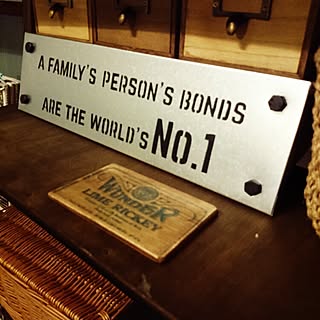 A FAMILY'S PERSON'S BONDS
ARE THE WORLD'S No.1
WONDER
LIME RICKEY